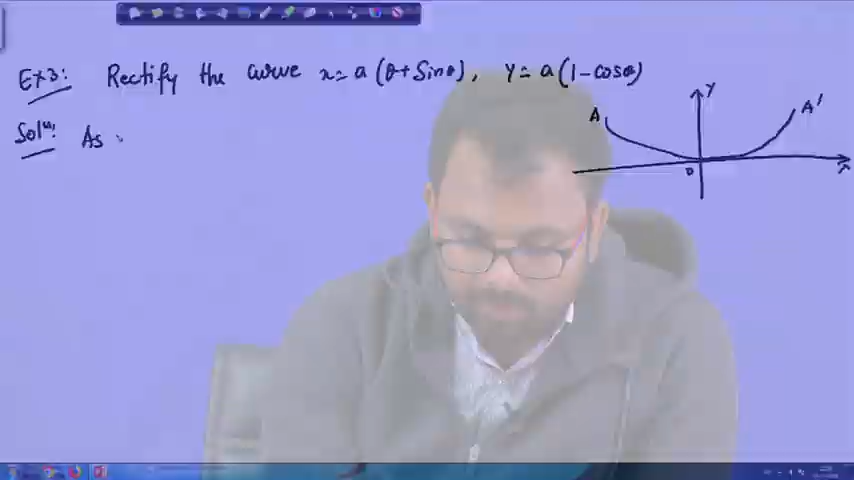 Ex3: Rectify the curve x = a (θ + Sinθ), y = a (1 - cosθ)
Y
A
A'
Solⁿ: As
O
X